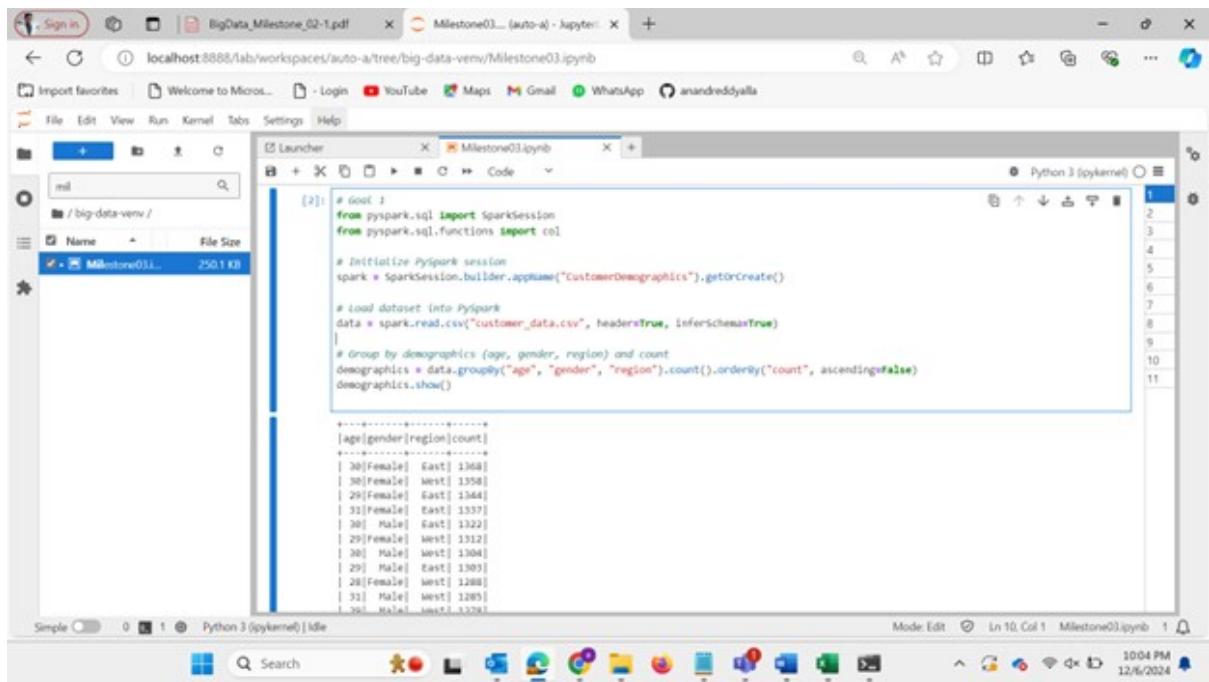 Sign in
BigData_Milestone_02-1.pdf
Milestone03.... (auto-a) - Jupyter
localhost:8888/lab/workspaces/auto-a/tree/big-data-venv/Milestone03.ipynb
Import favorites
Welcome to Micros...
- Login
YouTube
Maps
Gmail
WhatsApp
anandreddyalla
File Edit View Run Kernel Tabs Settings Help
Launcher
Milestone03.ipynb
Code
Python 3 (ipykernel)
mil
/ big-data-venv /
Name
File Size
Milestone03.i...
250.1 KB
[2]:
# Goal 1
from pyspark.sql import SparkSession
from pyspark.sql.functions import col
# Initialize PySpark session
spark = SparkSession.builder.appName("CustomerDemographics").getOrCreate()
# Load dataset into PySpark
data = spark.read.csv("customer_data.csv", header=True, inferSchema=True)
# Group by demographics (age, gender, region) and count
demographics = data.groupBy("age", "gender", "region").count().orderBy("count", ascending=False)
demographics.show()
1
2
3
4
5
6
7
8
9
10
11
+---+------+------+-----+
|age|gender|region|count|
+---+------+------+-----+
| 30|Female|  East| 1368|
| 30|Female|  West| 1358|
| 29|Female|  East| 1344|
| 31|Female|  East| 1337|
| 30|  Male|  East| 1322|
| 29|Female|  West| 1312|
| 30|  Male|  West| 1304|
| 29|  Male|  East| 1303|
| 28|Female|  West| 1288|
| 31|  Male|  West| 1285|
| 29|  Male|  West| 1278|
Simple
0
1
Python 3 (ipykernel) | Idle
Mode: Edit
Ln 10, Col 1
Milestone03.ipynb
1
Search
10:04 PM
12/6/2024